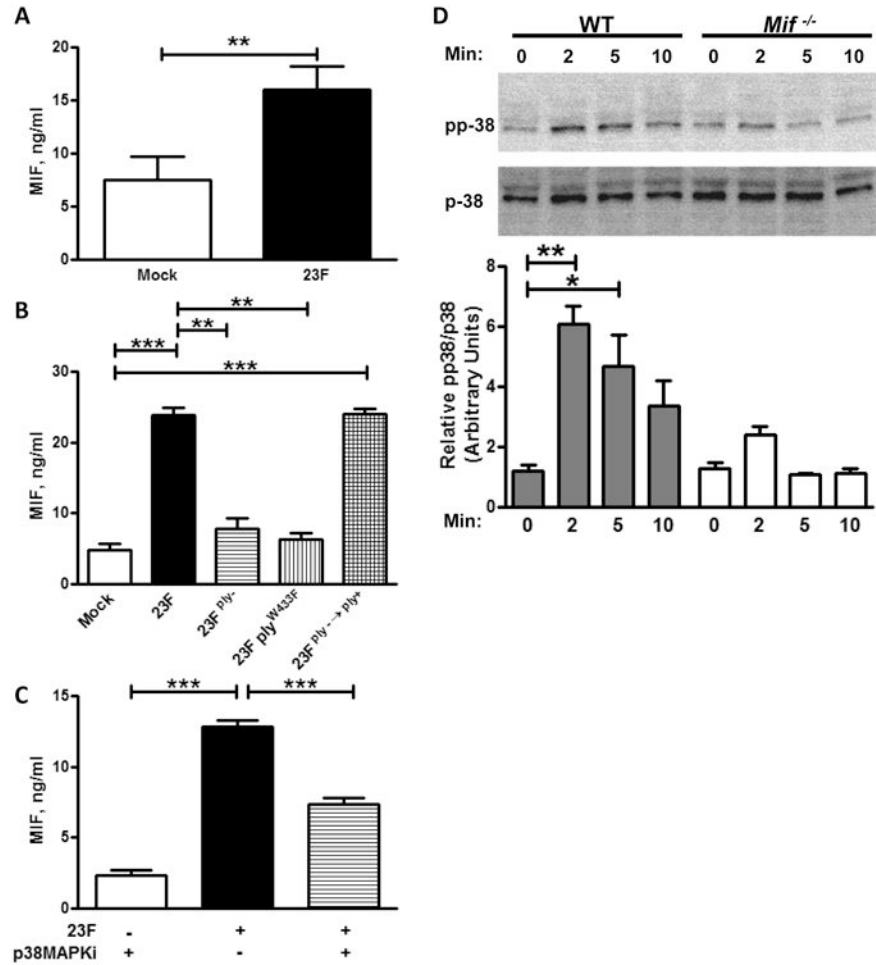 A
**
MIF, ng/ml
20
15
10
5
0
Mock 23F
B
**
*** **
***
MIF, ng/ml
30
20
10
0
Mock 23F 23F ply- 23F ply W433F 23F ply - → ply+
C
*** ***
MIF, ng/ml
15
10
5
0
23F - + +
p38MAPKi + - +
D
WT Mif -/-
Min: 0 2 5 10 0 2 5 10
pp-38
p-38
**
*
Relative pp38/p38
(Arbitrary Units)
8
6
4
2
0
Min: 0 2 5 10 0 2 5 10